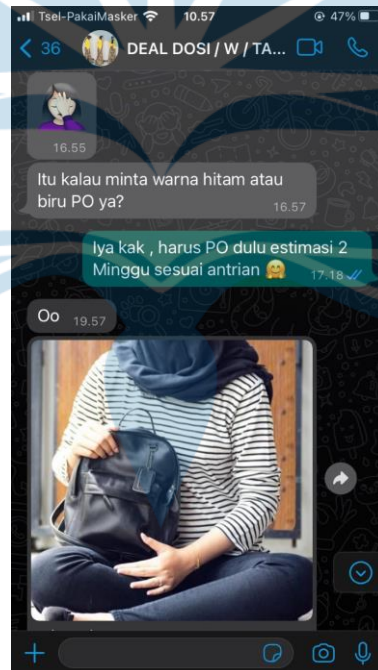 Tsel-PakaiMasker 10.57 47%
36 DEAL DOSI / W / TA...
16.55
Itu kalau minta warna hitam atau
biru PO ya?
16.57
Iya kak , harus PO dulu estimasi 2
Minggu sesuai antrian
17.18
Oo 19.57